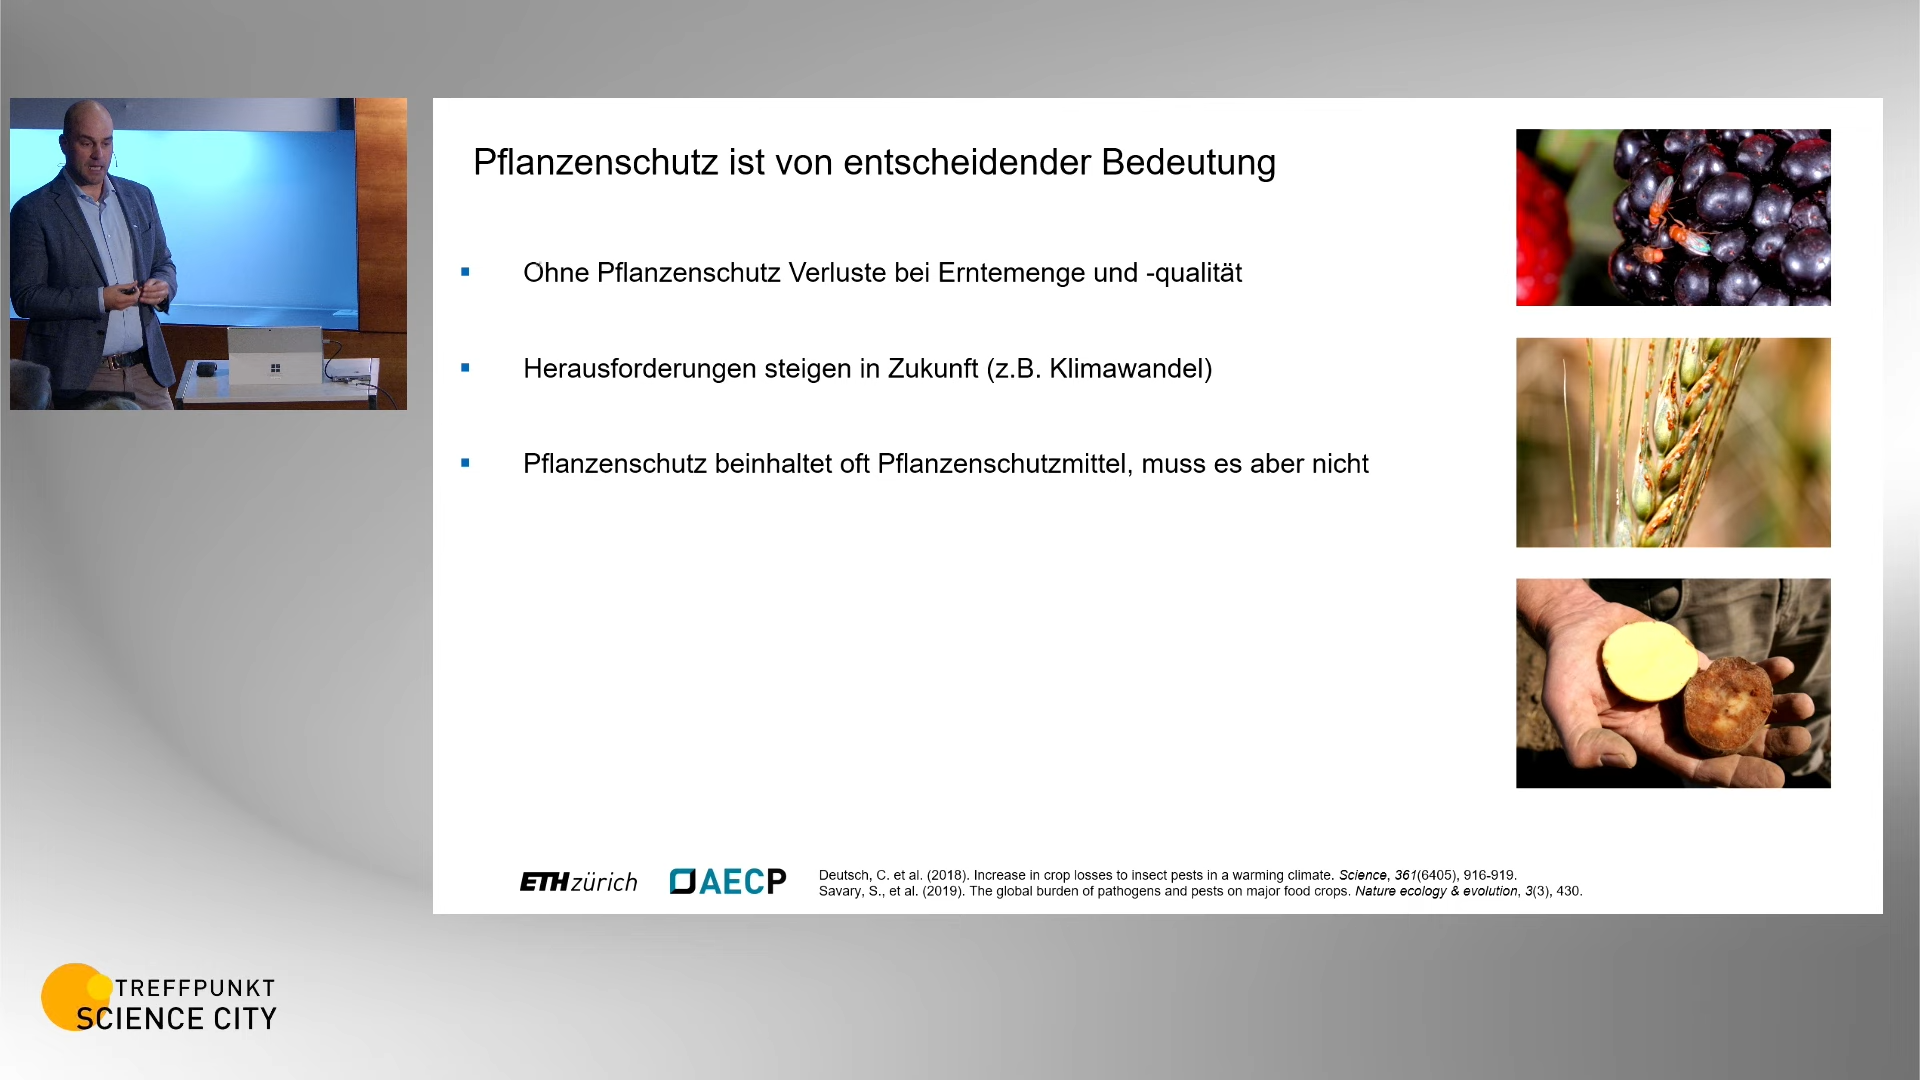 Pflanzenschutz ist von entscheidender Bedeutung
▪ Ohne Pflanzenschutz Verluste bei Erntemenge und -qualität
▪ Herausforderungen steigen in Zukunft (z.B. Klimawandel)
▪ Pflanzenschutz beinhaltet oft Pflanzenschutzmittel, muss es aber nicht
ETH zürich
AECP
Deutsch, C. et al. (2018). Increase in crop losses to insect pests in a warming climate. Science, 361(6405), 916-919.
Savary, S., et al. (2019). The global burden of pathogens and pests on major food crops. Nature ecology & evolution, 3(3), 430.
TREFFPUNKT
SCIENCE CITY